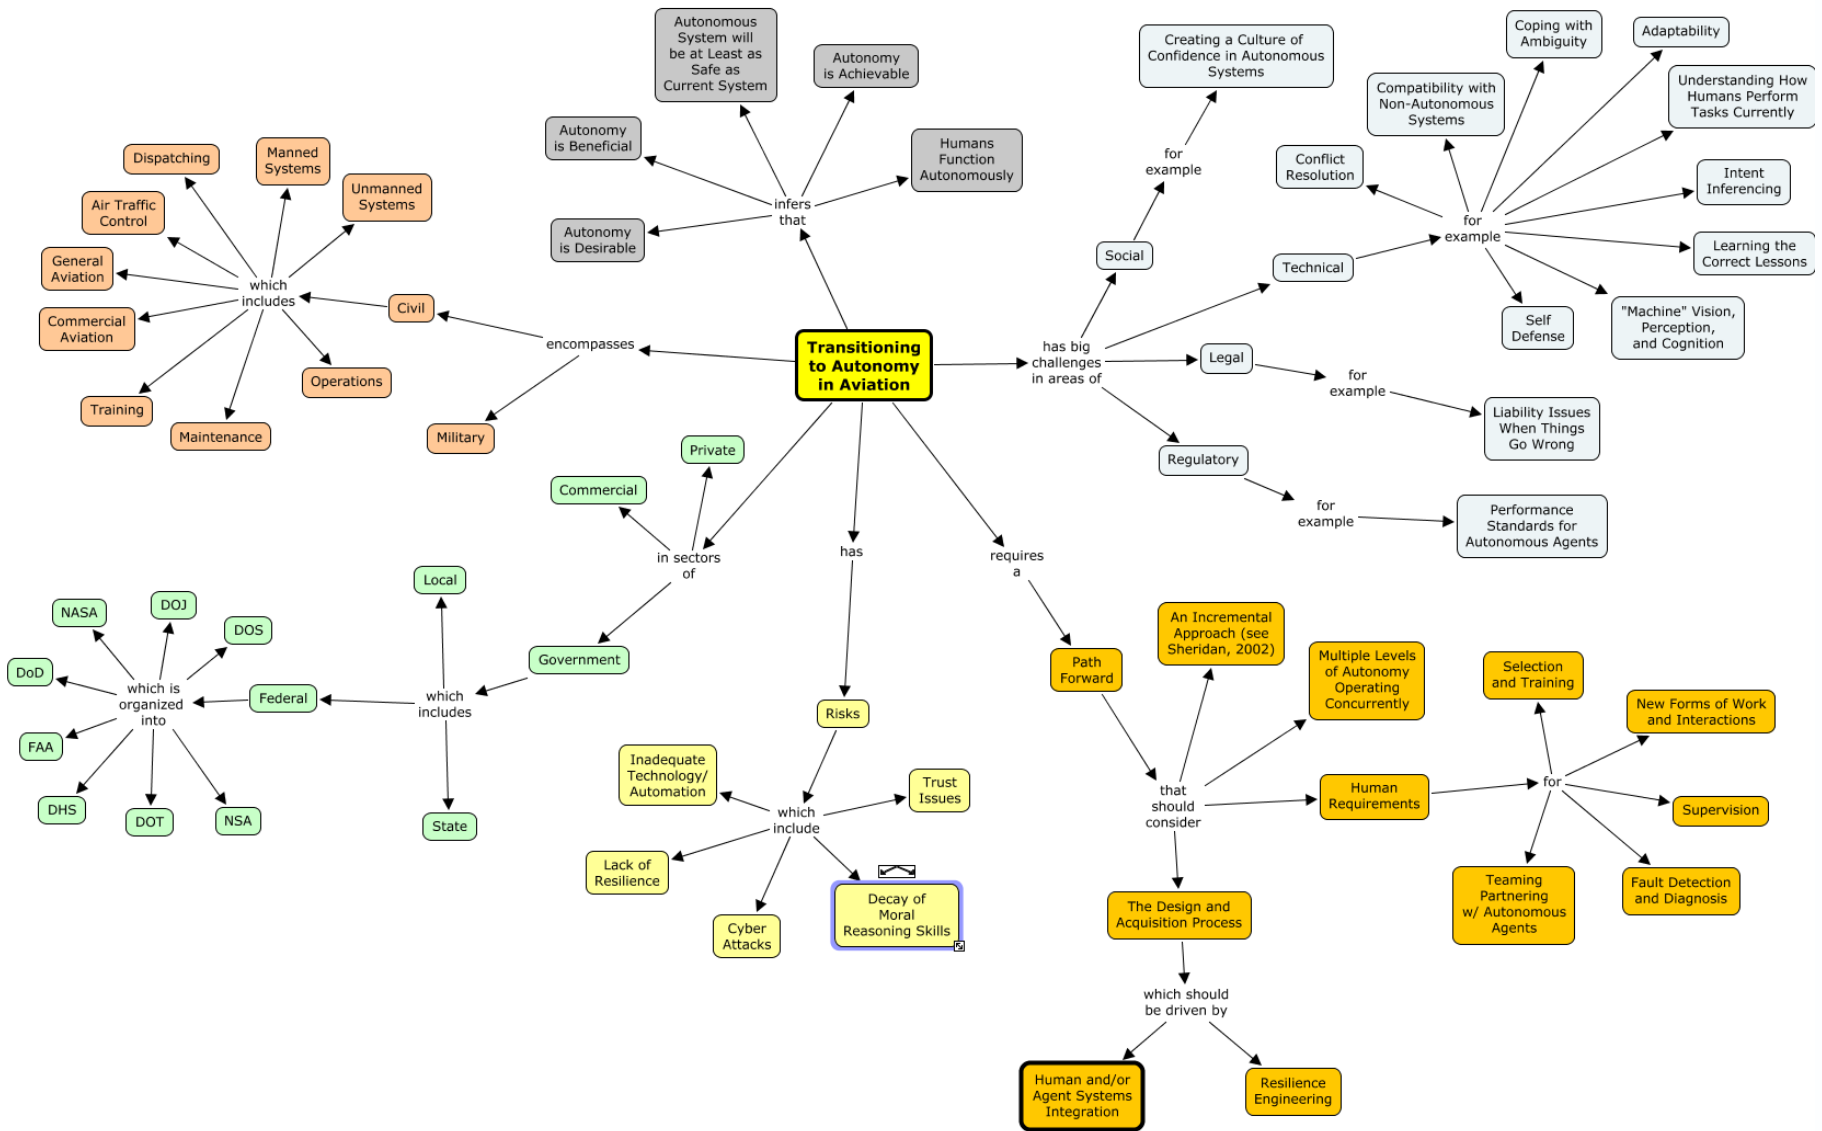 Autonomous
System will
be at Least as
Safe as
Current System
Autonomy
is Achievable
Autonomy
is Beneficial
Humans
Function
Autonomously
Autonomy
is Desirable
infers
that
Dispatching
Manned
Systems
Unmanned
Systems
Air Traffic
Control
General
Aviation
Commercial
Aviation
Training
Maintenance
Operations
which
includes
Civil
encompasses
Military
Transitioning
to Autonomy
in Aviation
Creating a Culture of
Confidence in Autonomous
Systems
for
example
Social
has big
challenges
in areas of
Technical
for
example
Coping with
Ambiguity
Adaptability
Compatibility with
Non-Autonomous
Systems
Understanding How
Humans Perform
Tasks Currently
Conflict
Resolution
Intent
Inferencing
Learning the
Correct Lessons
"Machine" Vision,
Perception,
and Cognition
Self
Defense
Legal
for
example
Liability Issues
When Things
Go Wrong
Regulatory
for
example
Performance
Standards for
Autonomous Agents
Private
Commercial
in sectors
of
Government
which
includes
Local
State
Federal
which is
organized
into
NASA
DOJ
DOS
DoD
FAA
DHS
DOT
NSA
has
Risks
which
include
Inadequate
Technology/
Automation
Trust
Issues
Lack of
Resilience
Cyber
Attacks
Decay of
Moral
Reasoning Skills
requires
a
Path
Forward
that
should
consider
An Incremental
Approach (see
Sheridan, 2002)
Multiple Levels
of Autonomy
Operating
Concurrently
Human
Requirements
for
Selection
and Training
New Forms of Work
and Interactions
Supervision
Fault Detection
and Diagnosis
Teaming
Partnering
w/ Autonomous
Agents
The Design and
Acquisition Process
which should
be driven by
Human and/or
Agent Systems
Integration
Resilience
Engineering